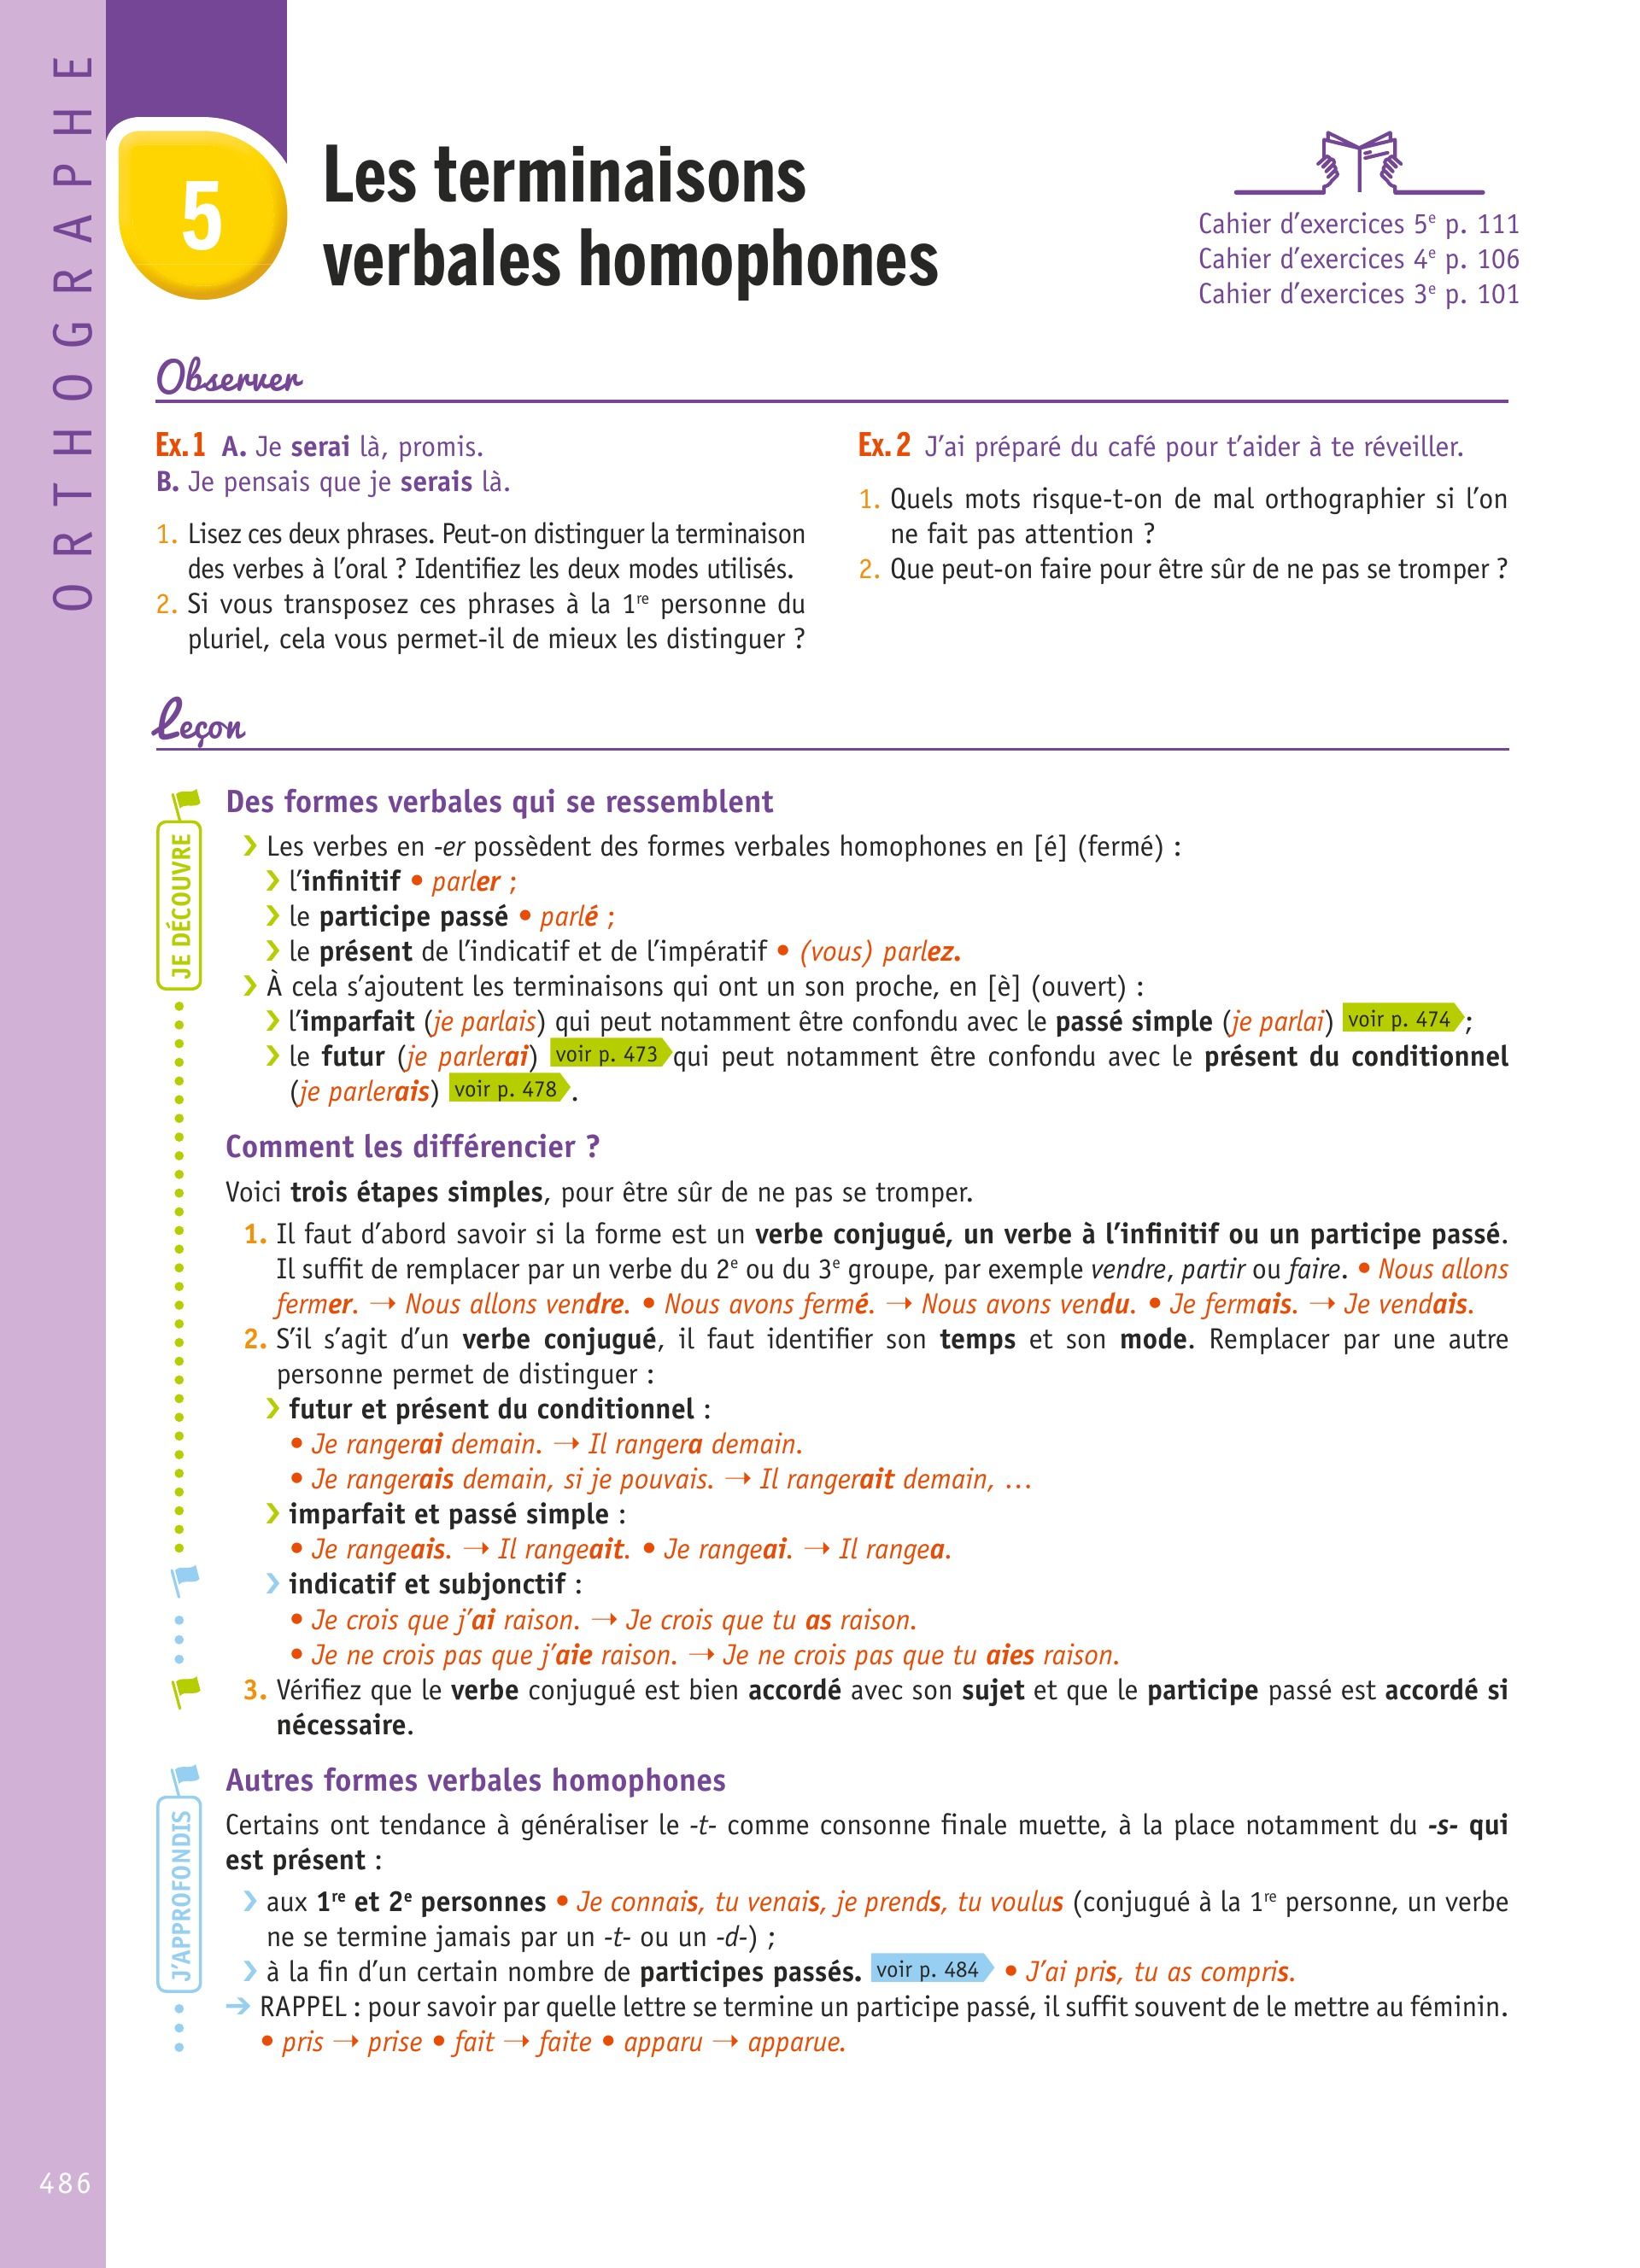 ORTHOGRAPHE
5
Les terminaisons
verbales homophones
Cahier d’exercices 5e p. 111
Cahier d’exercices 4e p. 106
Cahier d’exercices 3e p. 101
Observer
Ex. 1 A. Je serai là, promis.
B. Je pensais que je serais là.
1. Lisez ces deux phrases. Peut-on distinguer la terminaison
des verbes à l’oral ? Identifiez les deux modes utilisés.
2. Si vous transposez ces phrases à la 1re personne du
pluriel, cela vous permet-il de mieux les distinguer ?
Ex. 2 J’ai préparé du café pour t’aider à te réveiller.
1. Quels mots risque-t-on de mal orthographier si l’on
ne fait pas attention ?
2. Que peut-on faire pour être sûr de ne pas se tromper ?
Leçon
JE DÉCOUVRE
Des formes verbales qui se ressemblent
❯ Les verbes en -er possèdent des formes verbales homophones en [é] (fermé) :
❯ l’infinitif • parler ;
❯ le participe passé • parlé ;
❯ le présent de l’indicatif et de l’impératif • (vous) parlez.
❯ À cela s’ajoutent les terminaisons qui ont un son proche, en [è] (ouvert) :
❯ l’imparfait (je parlais) qui peut notamment être confondu avec le passé simple (je parlai) voir p. 474 ;
❯ le futur (je parlerai) voir p. 473 qui peut notamment être confondu avec le présent du conditionnel
(je parlerais) voir p. 478 .
Comment les différencier ?
Voici trois étapes simples, pour être sûr de ne pas se tromper.
1. Il faut d’abord savoir si la forme est un verbe conjugué, un verbe à l’infinitif ou un participe passé.
Il suffit de remplacer par un verbe du 2e ou du 3e groupe, par exemple vendre, partir ou faire. • Nous allons
fermer. → Nous allons vendre. • Nous avons fermé. → Nous avons vendu. • Je fermais. → Je vendais.
2. S’il s’agit d’un verbe conjugué, il faut identifier son temps et son mode. Remplacer par une autre
personne permet de distinguer :
❯ futur et présent du conditionnel :
• Je rangerai demain. → Il rangera demain.
• Je rangerais demain, si je pouvais. → Il rangerait demain, …
❯ imparfait et passé simple :
• Je rangeais. → Il rangeait. • Je rangeai. → Il rangea.
❯ indicatif et subjonctif :
• Je crois que j’ai raison. → Je crois que tu as raison.
• Je ne crois pas que j’aie raison. → Je ne crois pas que tu aies raison.
3. Vérifiez que le verbe conjugué est bien accordé avec son sujet et que le participe passé est accordé si
nécessaire.
J’APPROFONDIS
Autres formes verbales homophones
Certains ont tendance à généraliser le -t- comme consonne finale muette, à la place notamment du -s- qui
est présent :
❯ aux 1re et 2e personnes • Je connais, tu venais, je prends, tu voulus (conjugué à la 1re personne, un verbe
ne se termine jamais par un -t- ou un -d-) ;
❯ à la fin d’un certain nombre de participes passés. voir p. 484 • J’ai pris, tu as compris.
➔ RAPPEL : pour savoir par quelle lettre se termine un participe passé, il suffit souvent de le mettre au féminin.
• pris → prise • fait → faite • apparu → apparue.
486